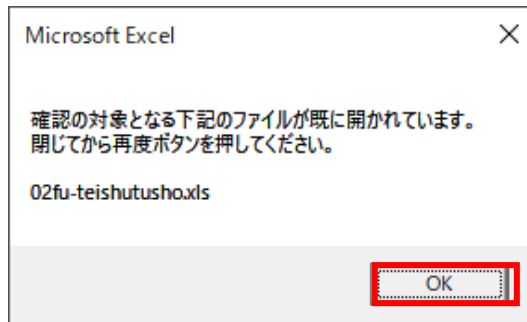 Microsoft Excel
確認の対象となる下記のファイルが既に開かれています。
閉じてから再度ボタンを押してください。
02fu-teishutusho.xls
OK